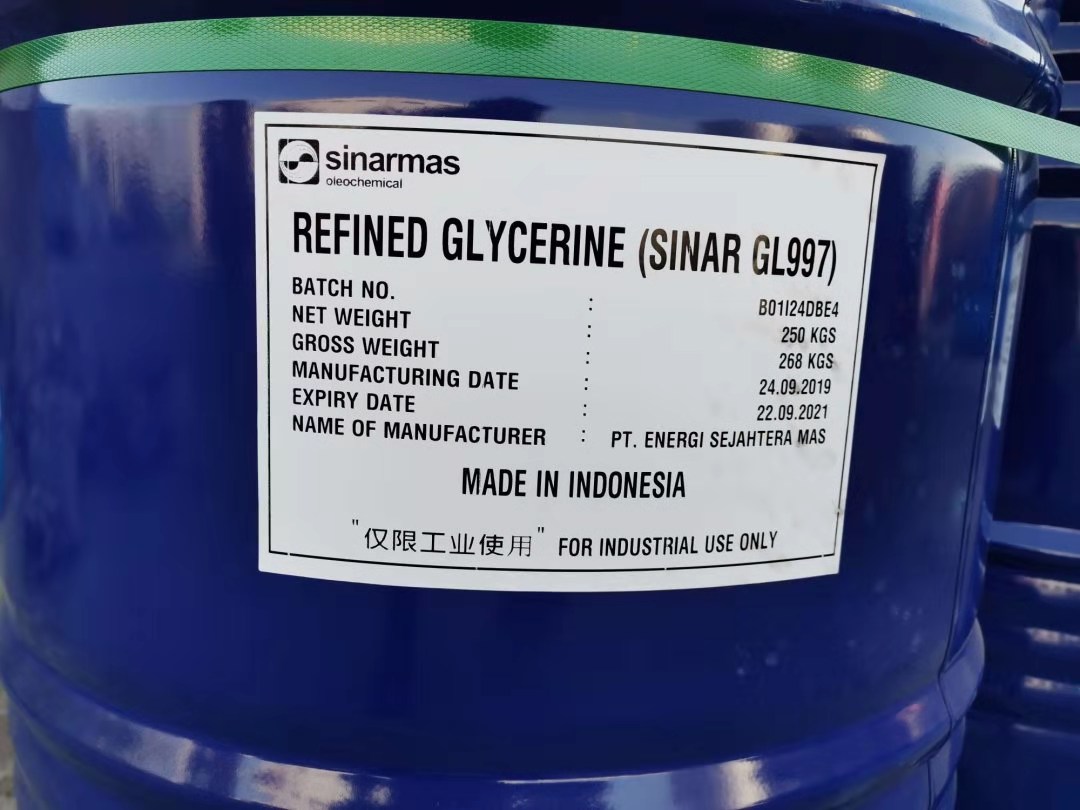 sinarmas
oleochemical
REFINED GLYCERINE (SINAR GL997)
BATCH NO. : B01I24DBE4
NET WEIGHT : 250 KGS
GROSS WEIGHT : 268 KGS
MANUFACTURING DATE : 24.09.2019
EXPIRY DATE : 22.09.2021
NAME OF MANUFACTURER : PT. ENERGI SEJAHTERA MAS
MADE IN INDONESIA
"仅限工业使用" FOR INDUSTRIAL USE ONLY